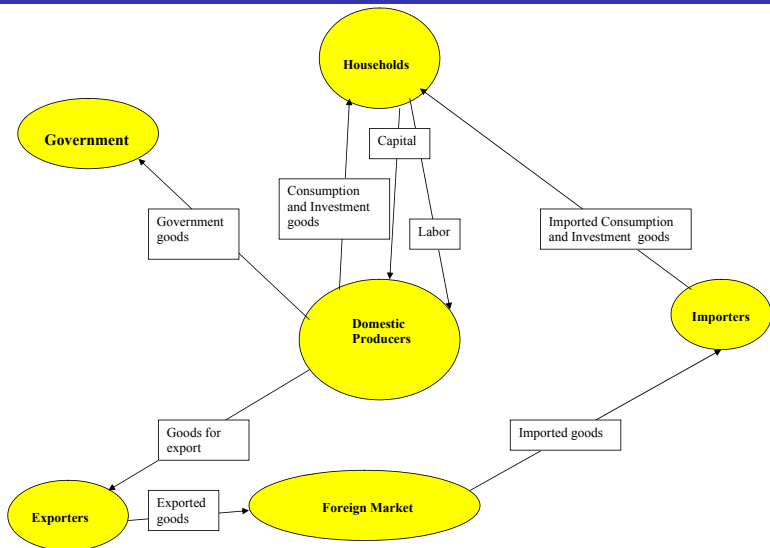 Households
Government
Capital
Consumption
and Investment
goods
Government
goods
Labor
Imported Consumption
and Investment goods
Domestic
Producers
Importers
Goods for
export
Imported goods
Exporters
Exported
goods
Foreign Market